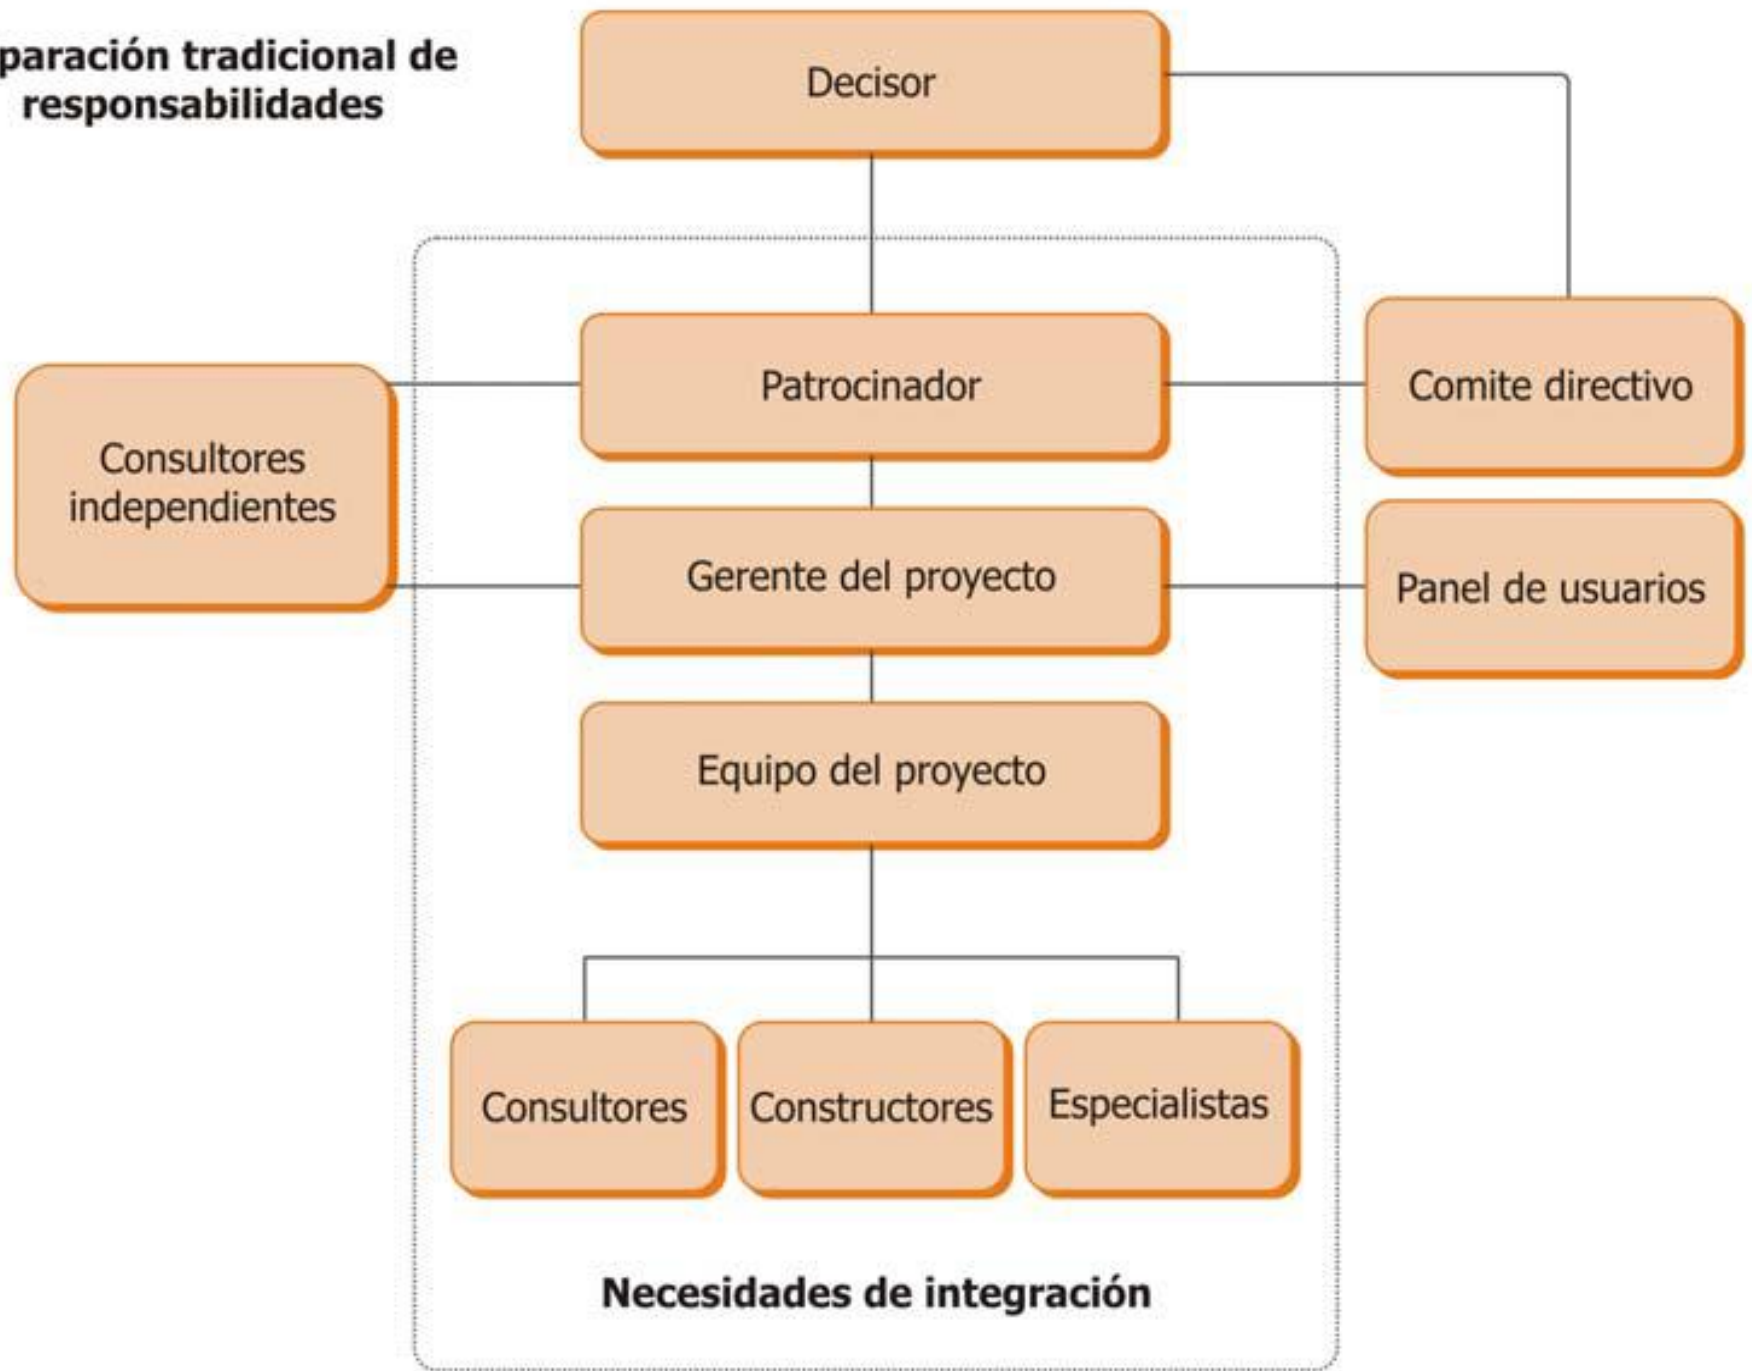 paración tradicional de
responsabilidades
Decisor
Patrocinador
Comite directivo
Consultores
independientes
Gerente del proyecto
Panel de usuarios
Equipo del proyecto
Consultores
Constructores
Especialistas
Necesidades de integración